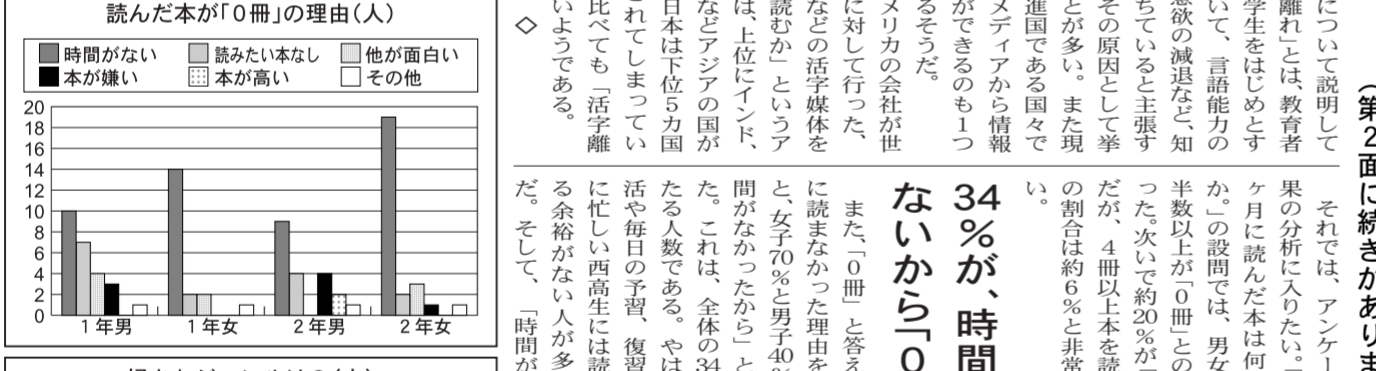 （第２面に続きがありま
について説明して
離れ」とは、教育者
学生をはじめとす
いて、言語能力の
意欲の減退など、知
ちていると主張す
その原因として挙
とが多い。また現
進国である国々で
メディアから情報
ができるのも１つ
るそうだ。
メリカの会社が世
に対して行った、
などの活字媒体を
読むか」というア
は、上位にインド、
などアジアの国が
日本は下位５カ国
これてしまってい
比べても「活字離
いようである。
◇
それでは、アンケー
果の分析に入りたい。「
ヶ月に読んだ本は何
か。」の設問では、男女
半数以上が「０冊」との
った。次いで約20％が「
だが、４冊以上本を読
の割合は約６％と非常
い。
34％が、時間
ないから「０
また、「０冊」と答え
に読まなかった理由を
と、女子70％と男子40％
間がなかったから」と
た。これは、全体の34
たる人数である。やは
活や毎日の予習、復習
に忙しい西高生には読
る余裕がない人が多
だ。そして、「時間が
読んだ本が「０冊」の理由（人）
時間がない 読みたい本なし 他が面白い
本が嫌い 本が高い その他
20
18
16
14
12
10
8
6
4
2
0
１年男 １年女 ２年男 ２年女